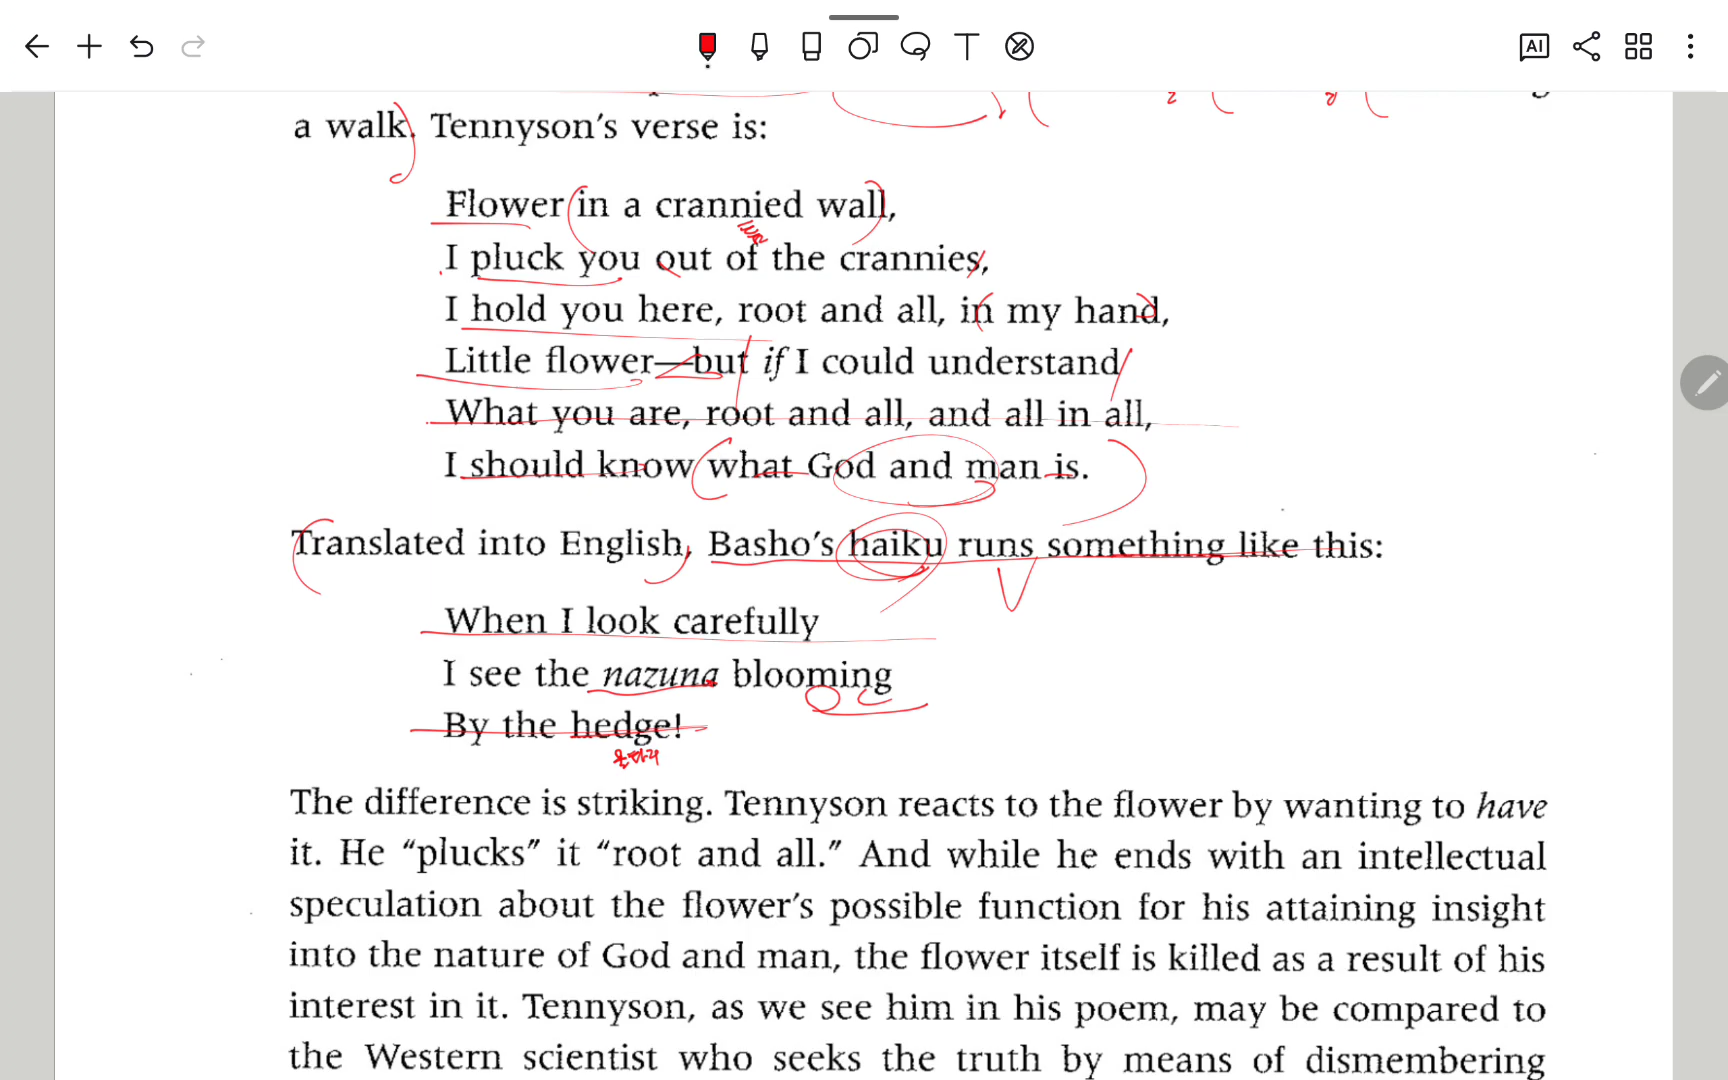 AI
a walk. Tennyson's verse is:
Flower in a crannied wall,
I pluck you out of the crannies,
I hold you here, root and all, in my hand,
Little flower—but if I could understand
What you are, root and all, and all in all,
I should know what God and man is.
Translated into English, Basho's haiku runs something like this:
When I look carefully
I see the nazuna blooming
By the hedge!
울타리
The difference is striking. Tennyson reacts to the flower by wanting to have
it. He “plucks” it “root and all.” And while he ends with an intellectual
speculation about the flower's possible function for his attaining insight
into the nature of God and man, the flower itself is killed as a result of his
interest in it. Tennyson, as we see him in his poem, may be compared to
the Western scientist who seeks the truth by means of dismembering